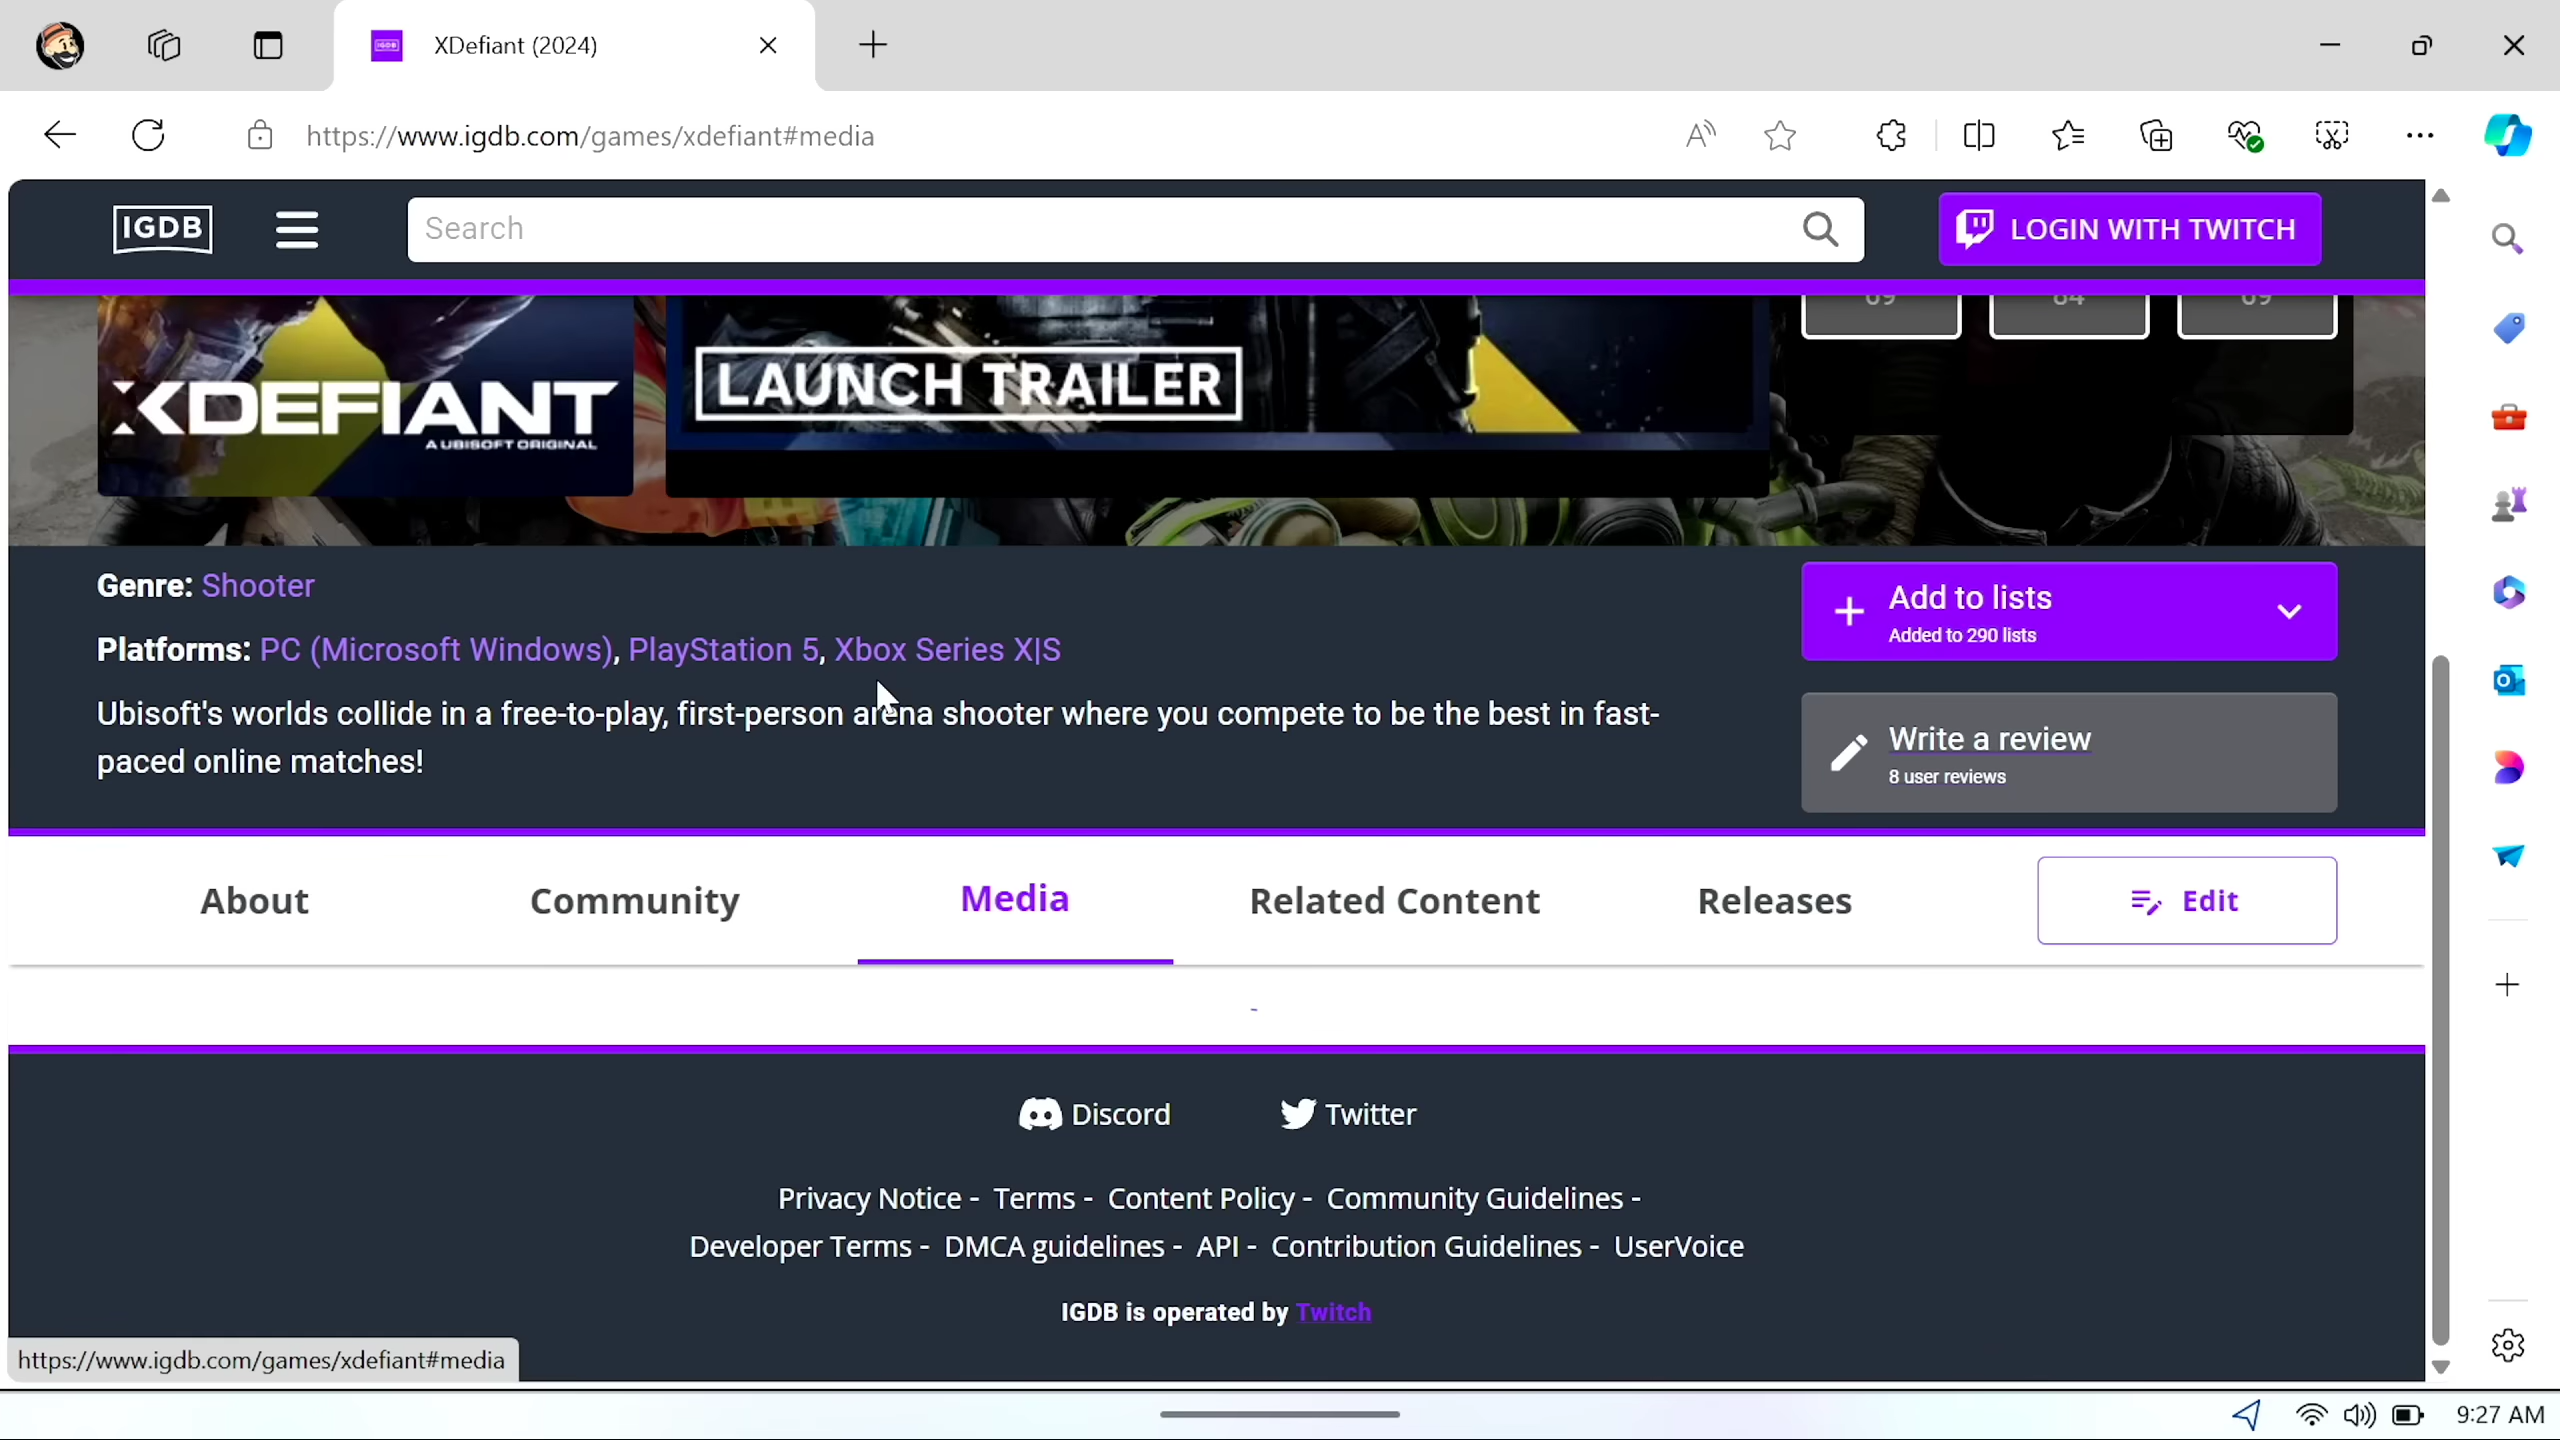 XDefiant (2024)
https://www.igdb.com/games/xdefiant#media
IGDB
Search
LOGIN WITH TWITCH
XDEFIANT
A UBISOFT ORIGINAL
LAUNCH TRAILER
Genre: Shooter
Platforms: PC (Microsoft Windows), PlayStation 5, Xbox Series X|S
Ubisoft's worlds collide in a free-to-play, first-person arena shooter where you compete to be the best in fast-
paced online matches!
Add to lists
Added to 290 lists
Write a review
8 user reviews
About
Community
Media
Related Content
Releases
Edit
Discord
Twitter
Privacy Notice - Terms - Content Policy - Community Guidelines -
Developer Terms - DMCA guidelines - API - Contribution Guidelines - UserVoice
IGDB is operated by Twitch
https://www.igdb.com/games/xdefiant#media
9:27 AM